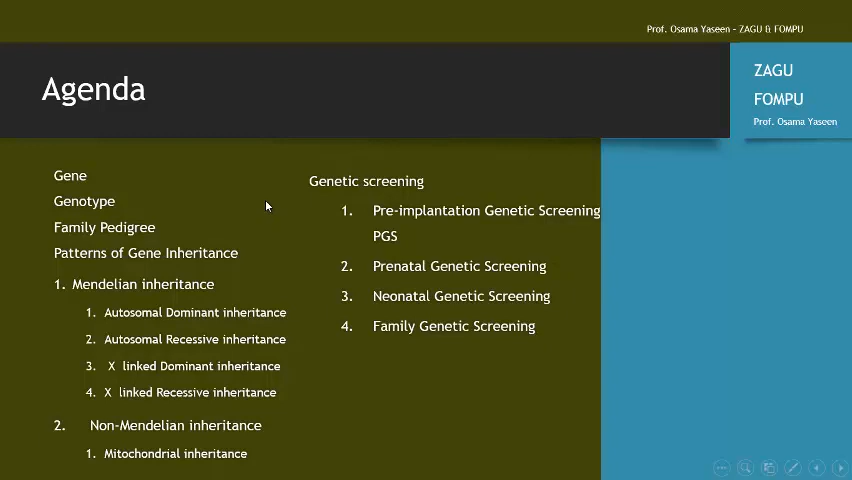 Prof. Osama Yaseen – ZAGU & FOMPU
Agenda
ZAGU
FOMPU
Prof. Osama Yaseen
Gene
Genotype
Family Pedigree
Patterns of Gene Inheritance
1. Mendelian inheritance
1. Autosomal Dominant inheritance
2. Autosomal Recessive inheritance
3. X linked Dominant inheritance
4. X linked Recessive inheritance
2. Non-Mendelian inheritance
1. Mitochondrial inheritance
Genetic screening
1. Pre-implantation Genetic Screening
PGS
2. Prenatal Genetic Screening
3. Neonatal Genetic Screening
4. Family Genetic Screening